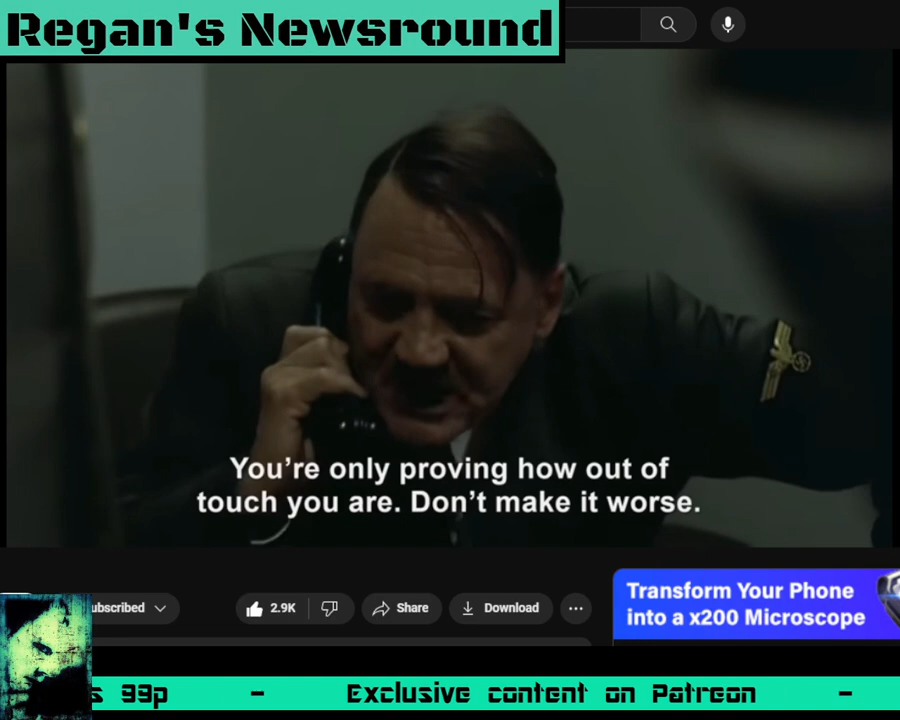 Regan's Newsround
You're only proving how out of
touch you are. Don't make it worse.
ubscribed
2.9K
Share
Download
Transform Your Phone
into a x200 Microscope
s 99p - Exclusive content on Patreon -